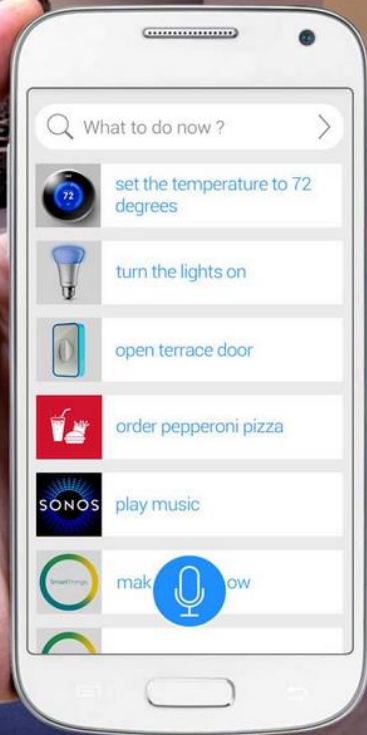 What to do now ?
72
set the temperature to 72
degrees
turn the lights on
open terrace door
order pepperoni pizza
SONOS
play music
SmartThings
mak ow